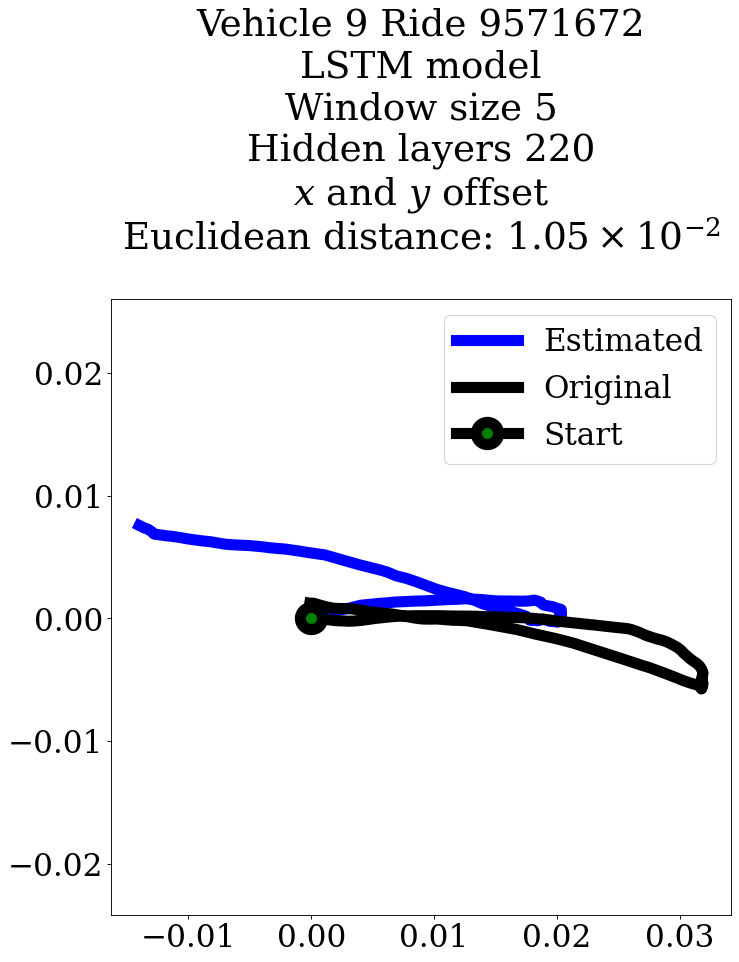 Vehicle 9 Ride 9571672
LSTM model
Window size 5
Hidden layers 220
x and y offset
Euclidean distance: 1.05 × 10⁻²
Estimated
Original
Start
0.02
0.01
0.00
−0.01
−0.02
−0.01 0.00 0.01 0.02 0.03